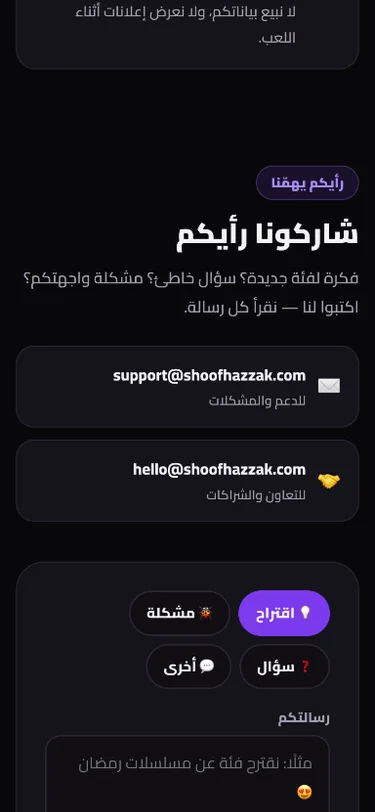 لا نبيع بياناتكم، ولا نعرض إعلانات أثناء
اللعب.
رأيكم يهمّنا
شاركونا رأيكم
فكرة لفئة جديدة؟ سؤال خاطئ؟ مشكلة واجهتكم؟
اكتبوا لنا — نقرأ كل رسالة.
support@shoofhazzak.com
للدعم والمشكلات
hello@shoofhazzak.com
للتعاون والشراكات
💡 اقتراح
🐞 مشكلة
❓ سؤال
💬 أخرى
رسالتكم
مثلًا: نقترح فئة عن مسلسلات رمضان
😍